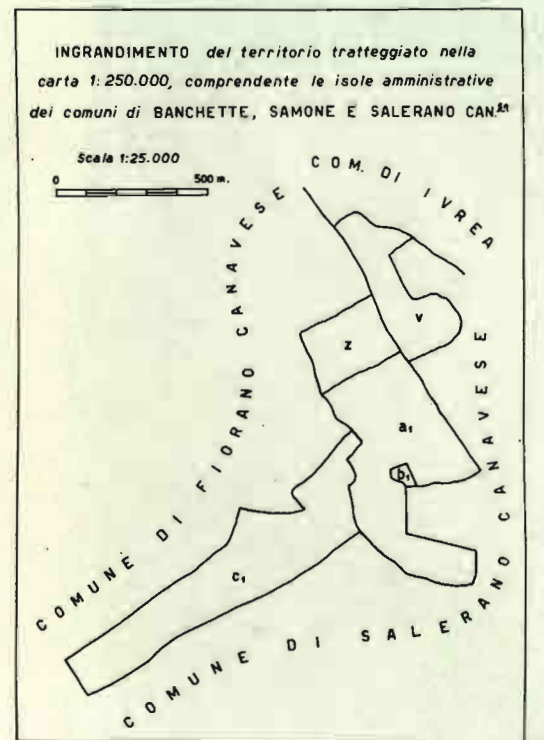 INGRANDIMENTO del territorio tratteggiato nella
carta 1:250.000, comprendente le isole amministrative
dei comuni di BANCHETTE, SAMONE E SALERANO CAN.
Scala 1:25.000
0 500 m.
COM. DI IVREA
COMUNE DI FIORANO CANAVESE
v
z
a1
b1
c1
COMUNE DI SALERANO CANAVESE